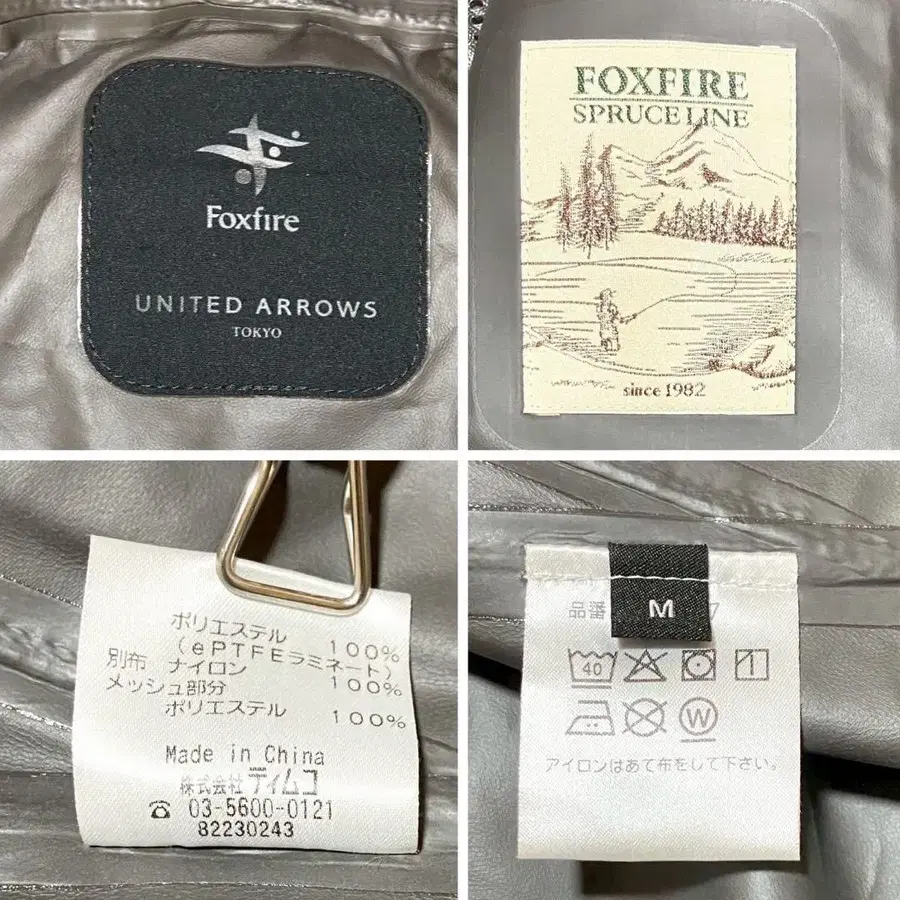 Foxfire
UNITED ARROWS
TOKYO
FOXFIRE
SPRUCE LINE
since 1982
ポリエステル 100%
(ePTFEラミネート)
別布 ナイロン 100%
メッシュ部分
ポリエステル 100%
Made in China
株式会社 ティムコ
☎ 03-5600-0121
82230243
M
品番 7
40
W
アイロンはあて布をして下さい。